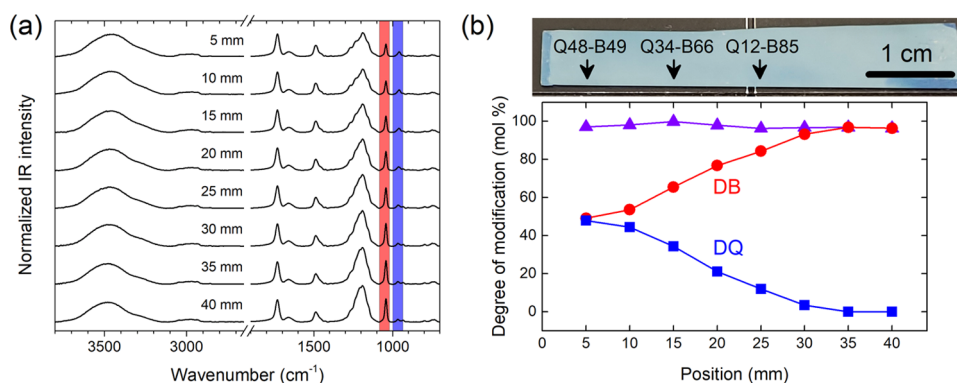 (a)
Normalized IR intensity
5 mm
10 mm
15 mm
20 mm
25 mm
30 mm
35 mm
40 mm
3500 3000 1500 1000
Wavenumber (cm⁻¹)
(b)
Q48-B49 Q34-B66 Q12-B85
1 cm
Degree of modification (mol %)
100
80
60
40
20
0
DB
DQ
0 5 10 15 20 25 30 35 40
Position (mm)